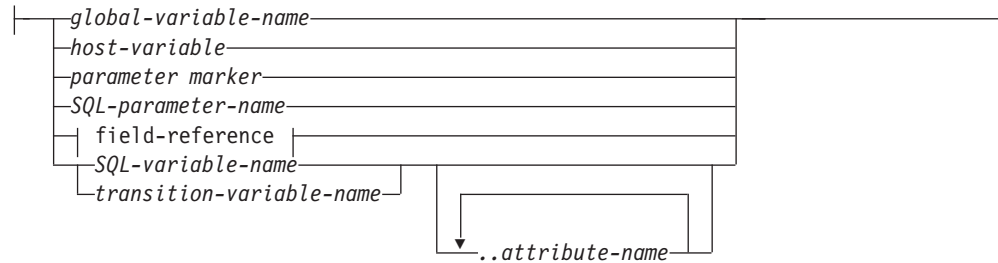 global-variable-name
host-variable
parameter marker
SQL-parameter-name
field-reference
SQL-variable-name
transition-variable-name
..attribute-name